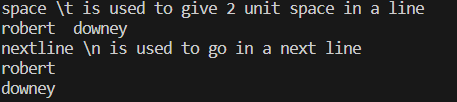 space \t is used to give 2 unit space in a line
robert  downey
nextline \n is used to go in a next line
robert
downey